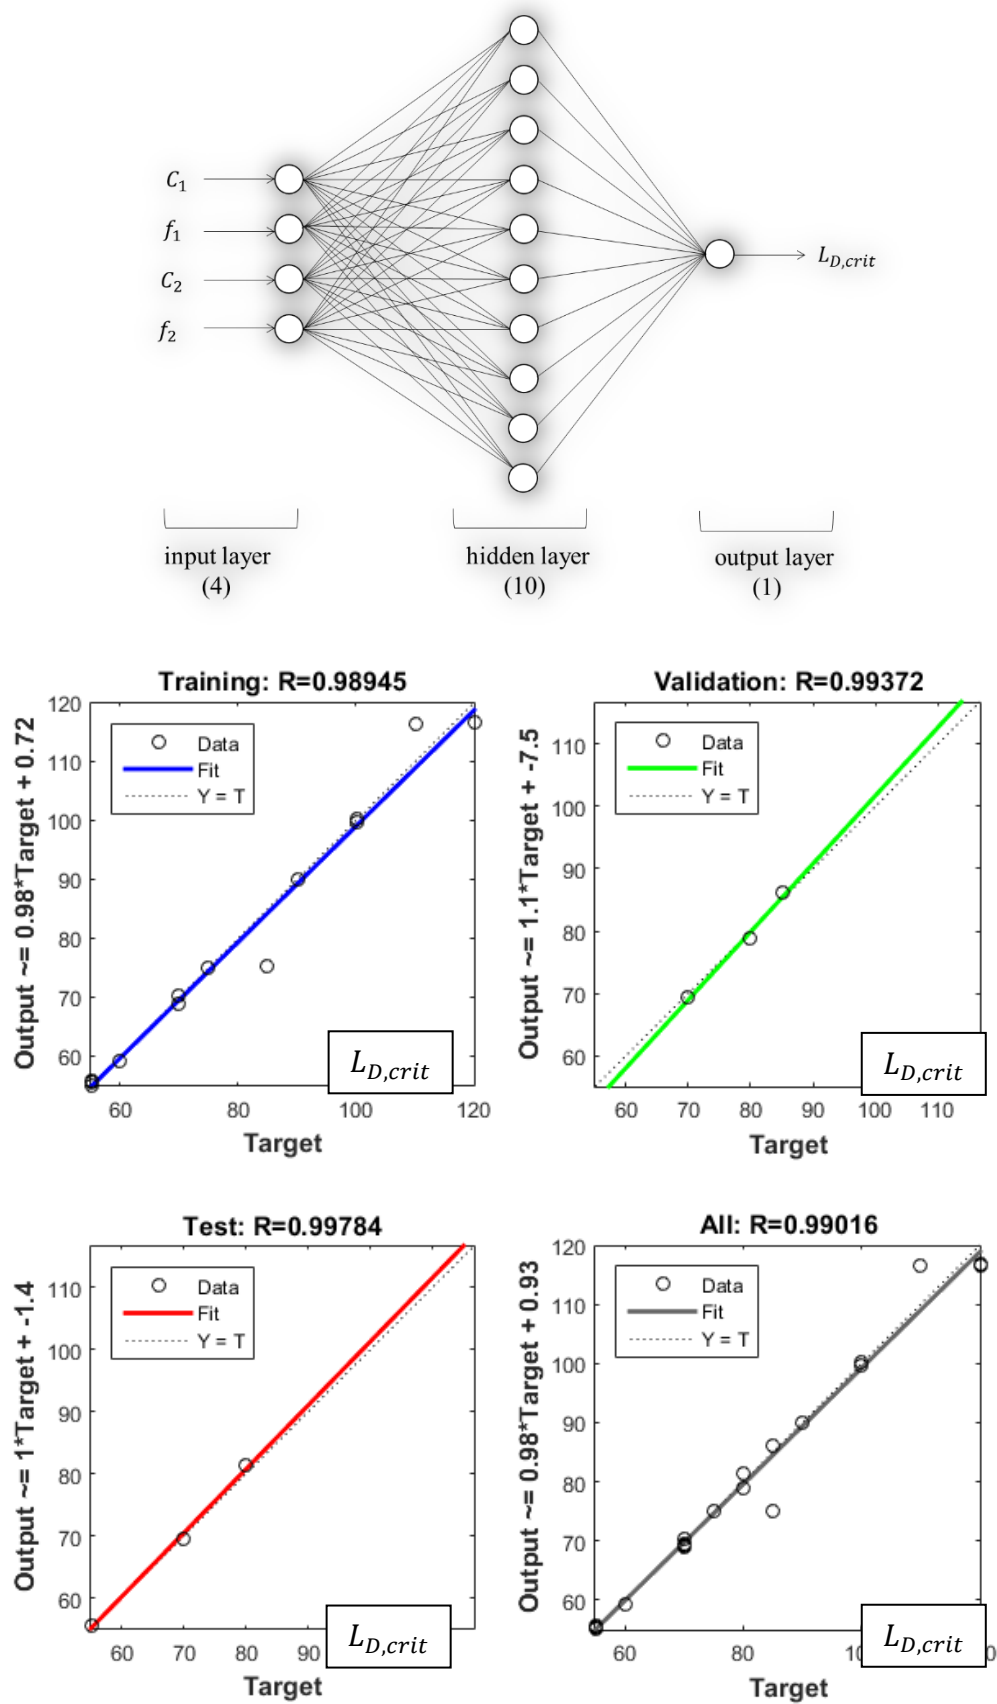 C₁
f₁
C₂
f₂
L_{D,crit}
input layer
(4)
hidden layer
(10)
output layer
(1)
Training: R=0.98945
Output ~= 0.98*Target + 0.72
120
110
100
90
80
70
60
Data
Fit
Y = T
L_{D,crit}
60
80
100
120
Target
Validation: R=0.99372
Output ~= 1.1*Target + -7.5
110
100
90
80
70
60
Data
Fit
Y = T
L_{D,crit}
60
70
80
90
100
110
Target
Test: R=0.99784
Output ~= 1*Target + -1.4
110
100
90
80
70
60
Data
Fit
Y = T
L_{D,crit}
60
70
80
90
Target
All: R=0.99016
Output ~= 0.98*Target + 0.93
120
110
100
90
80
70
60
Data
Fit
Y = T
L_{D,crit}
60
80
Target